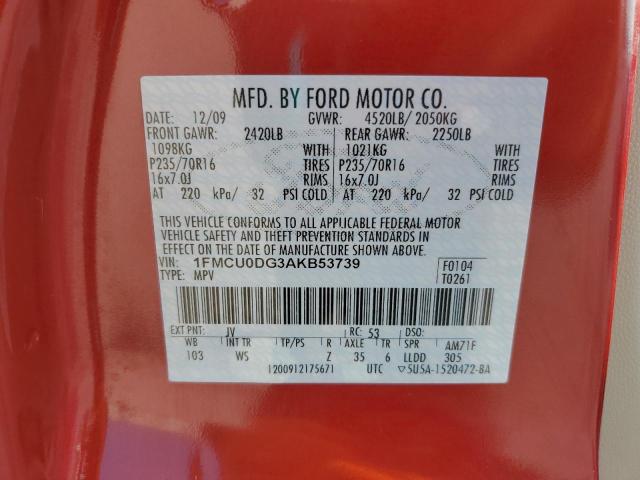 MFD. BY FORD MOTOR CO.
DATE: 12/09 GVWR: 4520LB/ 2050KG
FRONT GAWR: 2420LB REAR GAWR: 2250LB
1098KG WITH 1021KG WITH
P235/70R16 TIRES P235/70R16 TIRES
16x7.0J RIMS 16x7.0J RIMS
AT 220 kPa/ 32 PSI COLD AT 220 kPa/ 32 PSI COLD
THIS VEHICLE CONFORMS TO ALL APPLICABLE FEDERAL MOTOR
VEHICLE SAFETY AND THEFT PREVENTION STANDARDS IN
EFFECT ON THE DATE OF MANUFACTURE SHOWN ABOVE.
VIN: 1FMCU0DG3AKB53739 F0104
TYPE: MPV T0261
EXT PNT: JV RC: 53 DSO:
WB INT TR TP/PS R AXLE TR SPR AM71F
103 WS Z 35 6 LLDD 305
1200912175671 UTC ▽5U5A-1520472-BA